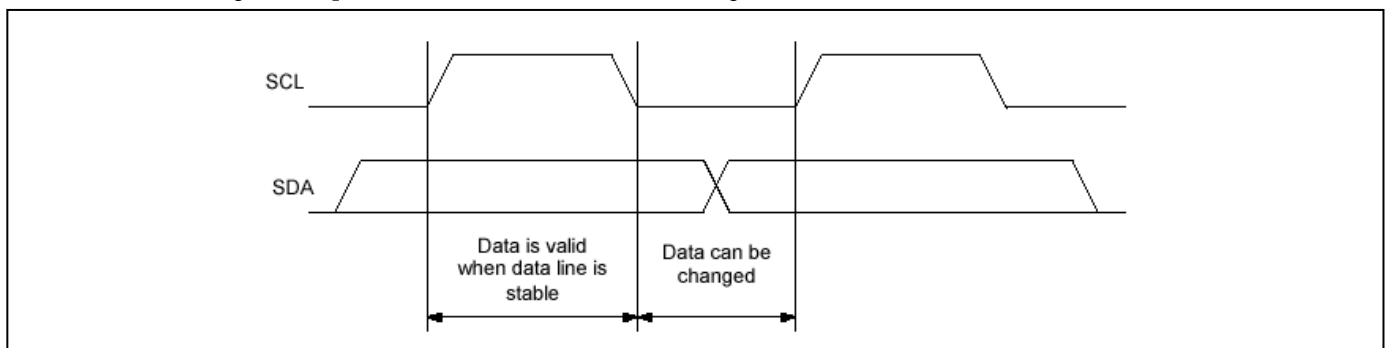 SCL
SDA
Data is valid
when data line is
stable
Data can be
changed